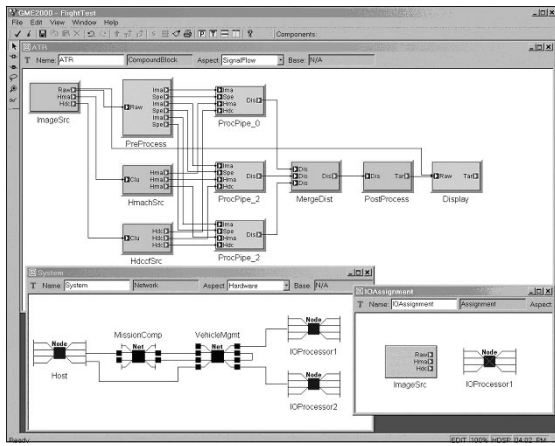 GME2000 - FlightTest
File Edit View Window Help
Components:
ATR
Name: ATR CompoundBlock Aspect SignalFlow Base: N/A
Raw
Hma
Hdc
ImageSrc
Raw
Ima
Spe
Ima
Spe
Ima
Spe
PreProcess
Ima
Spe
Hma
Hdc
Dis
ProcPipe_0
Clu
Hma
Hma
Hma
HmachSrc
Ima
Spe
Hma
Hdc
Dis
ProcPipe_2
Dis
Dis
Dis
Dis
MergeDist
Dis
Tar
PostProcess
Raw
Tar
Display
Clu
Hdc
Hdc
Hdc
HdccfSrc
Ima
Spe
Hma
Hdc
Dis
ProcPipe_2
System
Name: System Network Aspect Hardware Base: N/A
Node
Host
MissionComp
Net
VehicleMgmt
Net
Node
IOProcessor1
Node
IOProcessor2
IOAssignment
Name: IOAssignment Assignment Aspect
Raw
Hma
Hdc
ImageSrc
Node
IOProcessor1
Ready
EDIT 100% HDSP 04:02 PM